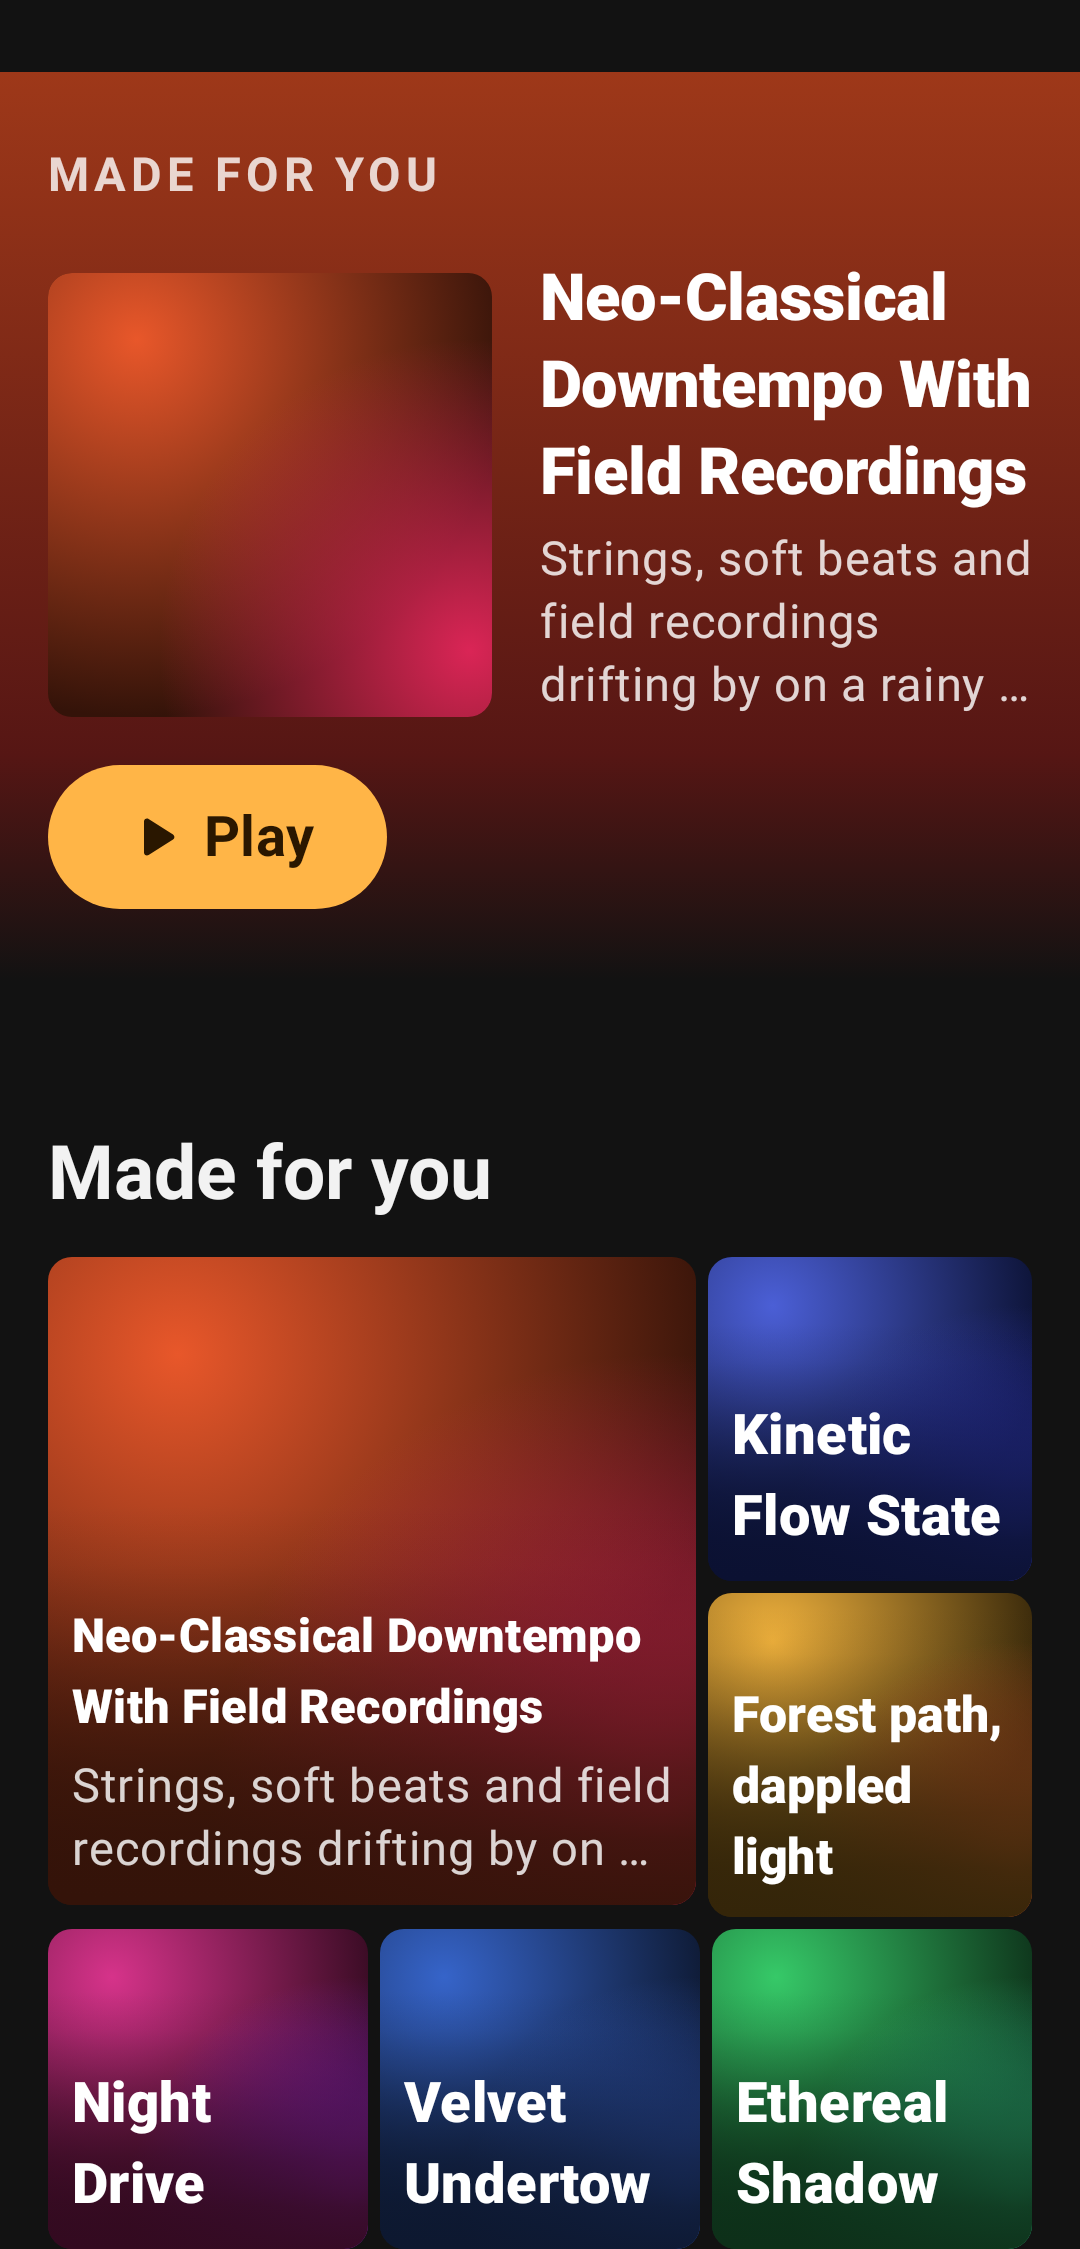 MADE FOR YOU
Neo-Classical
Downtempo With
Field Recordings
Strings, soft beats and
field recordings
drifting by on a rainy …
Play
Made for you
Neo-Classical Downtempo
With Field Recordings
Strings, soft beats and field
recordings drifting by on …
Kinetic
Flow State
Forest path,
dappled
light
Night
Drive
Velvet
Undertow
Ethereal
Shadow